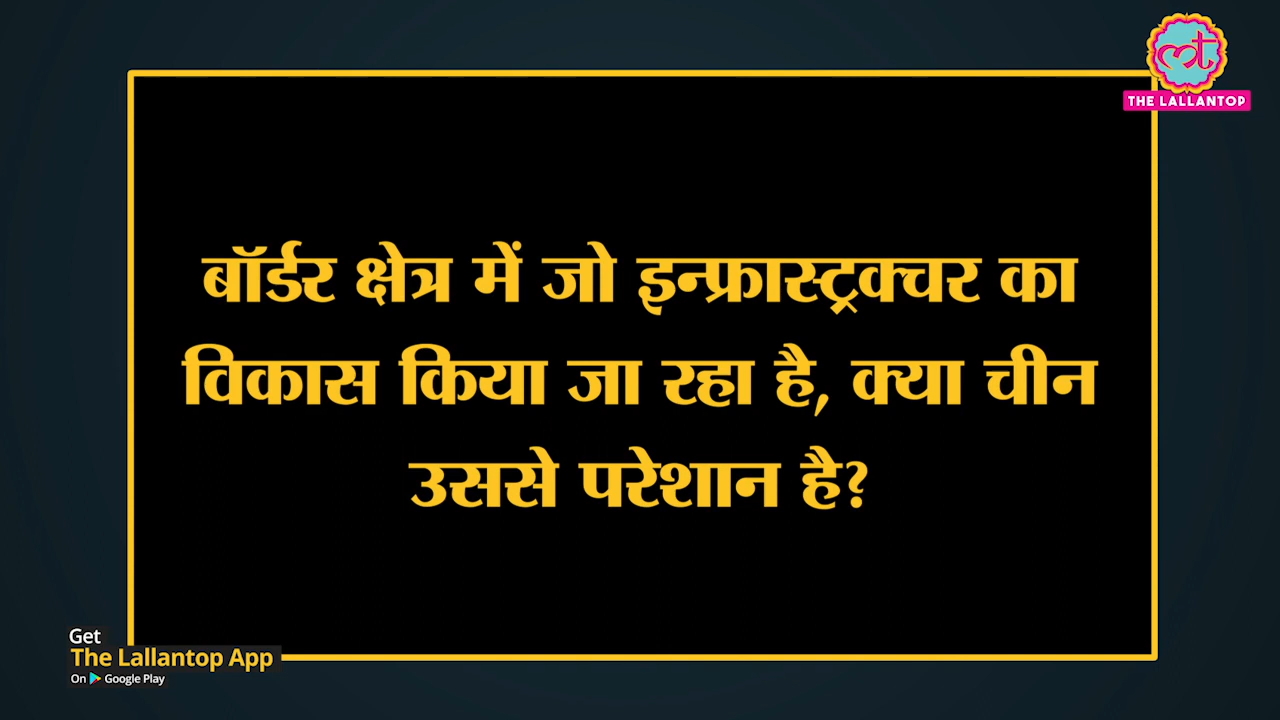 THE LALLANTOP
बॉर्डर क्षेत्र में जो इन्फ्रास्ट्रक्चर का
विकास किया जा रहा है, क्या चीन
उससे परेशान है?
Get
The Lallantop App
On Google Play